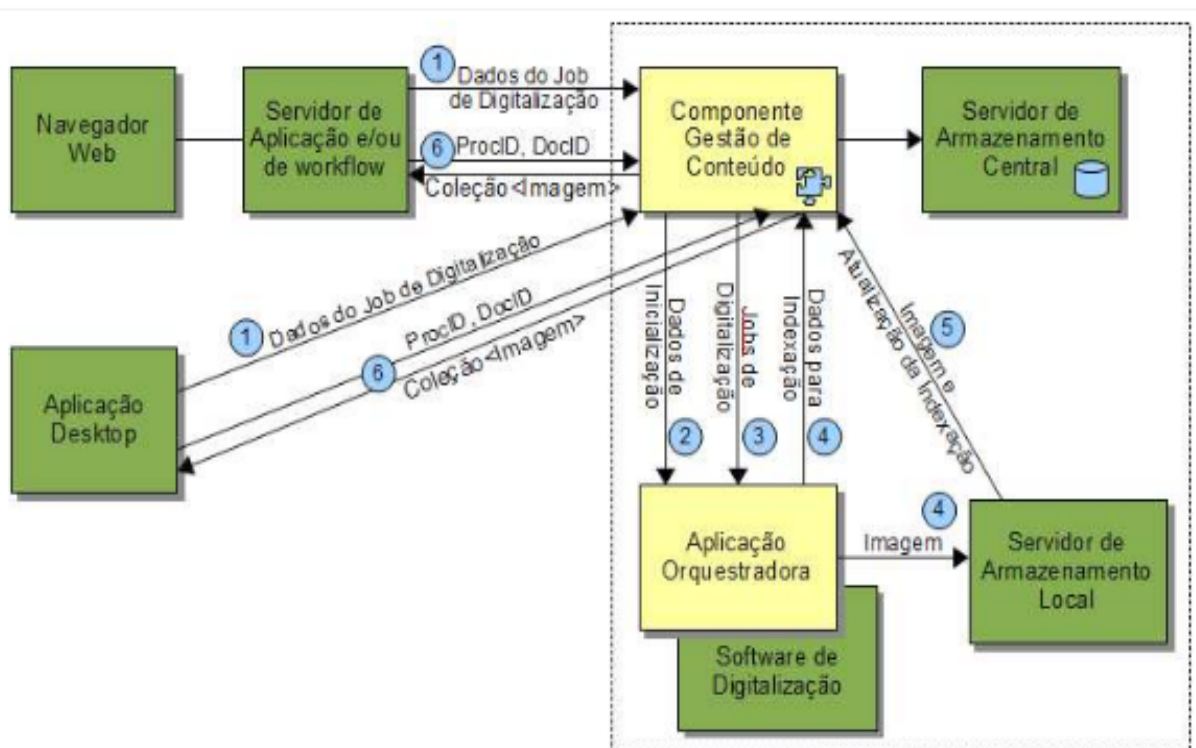 Navegador
Web
Servidor de
Aplicação e/ou
de workflow
1
Dados do Job
de Digitalização
6
ProcID, DocID
Coleção <Imagem>
Componente
Gestão de
Conteúdo
Servidor de
Armazenamento
Central
1
Dados do Job de Digitalização
ProcID, DocID
6
Coleção <Imagem>
Aplicação
Desktop
Dados de
Inicialização
2
Jobs de
Digitalização
3
Dados para
Indexação
4
Imagem e
Atualização da Indexação
5
Aplicação
Orquestradora
4
Imagem
Servidor de
Armazenamento
Local
Software de
Digitalização